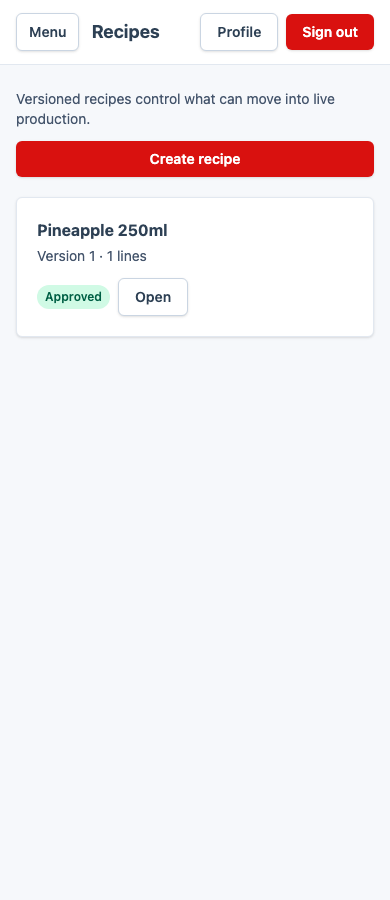 Menu
Recipes
Profile
Sign out
Versioned recipes control what can move into live
production.
Create recipe
Pineapple 250ml
Version 1 · 1 lines
Approved
Open